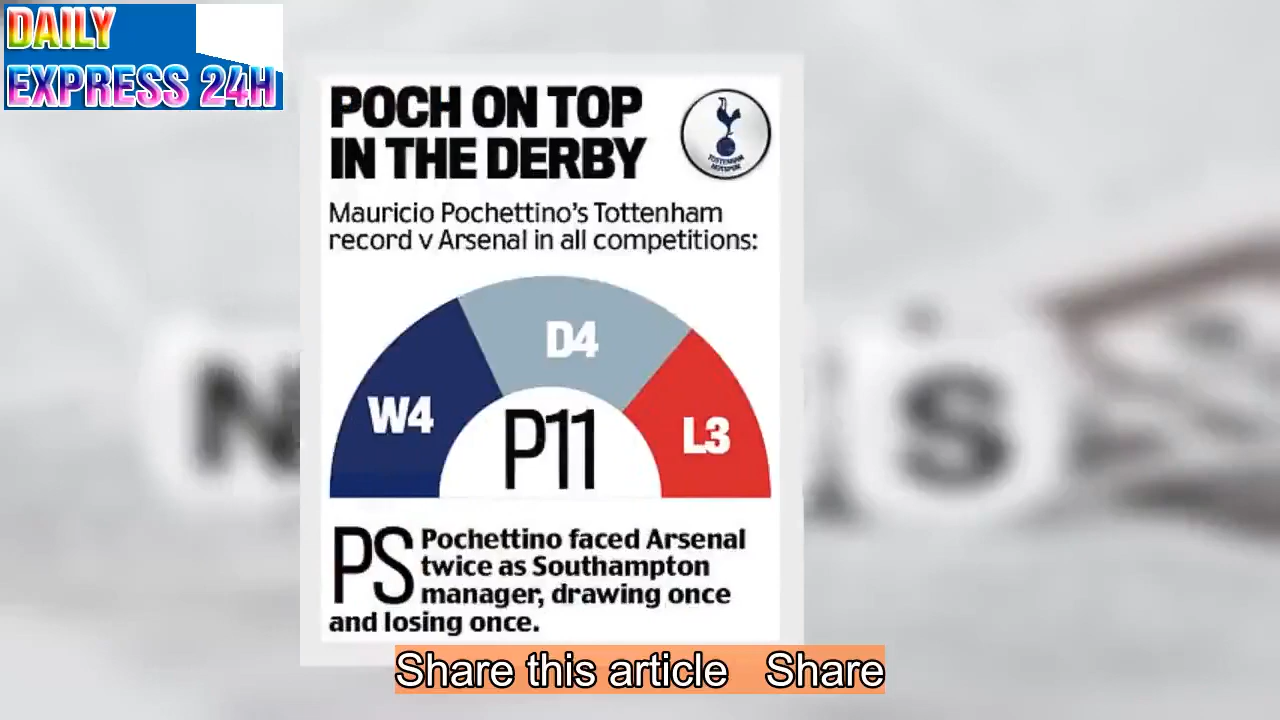 DAILY
EXPRESS 24H
POCH ON TOP
IN THE DERBY
TOTTENHAM
HOTSPUR
Mauricio Pochettino's Tottenham
record v Arsenal in all competitions:
D4
W4
P11
L3
PS Pochettino faced Arsenal
twice as Southampton
manager, drawing once
and losing once.
Share this article Share